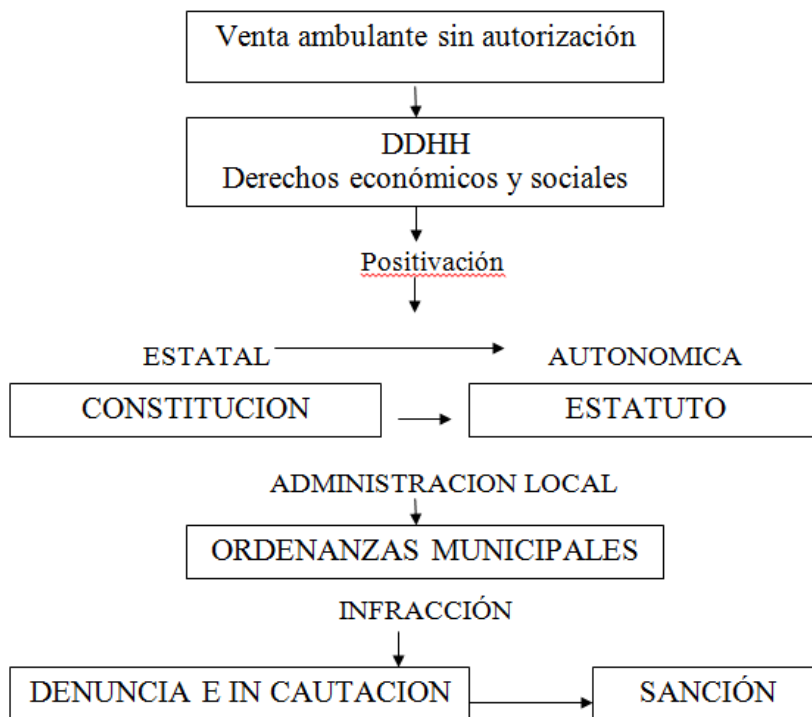 Venta ambulante sin autorización
DDHH
Derechos económicos y sociales
Positivación
ESTATAL
AUTONOMICA
CONSTITUCION
ESTATUTO
ADMINISTRACION LOCAL
ORDENANZAS MUNICIPALES
INFRACCIÓN
DENUNCIA E IN CAUTACION
SANCIÓN